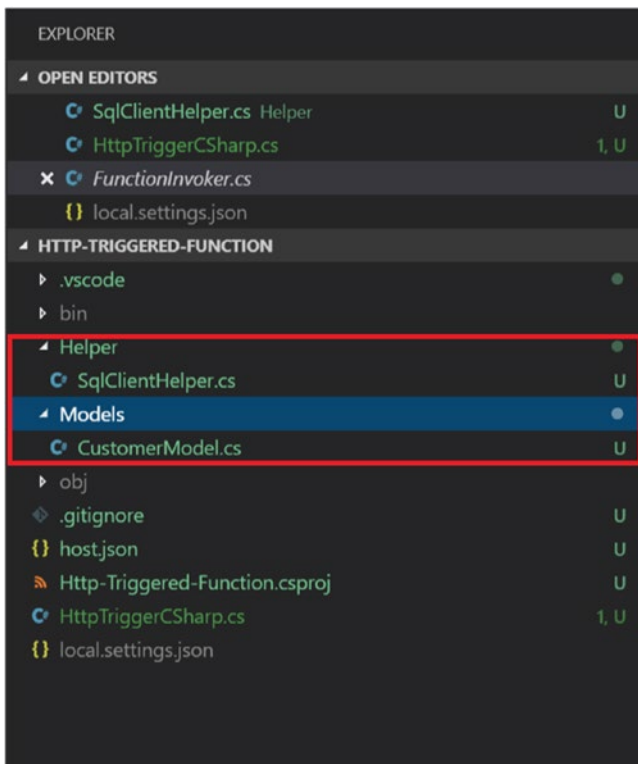 EXPLORER
OPEN EDITORS
C# SqlClientHelper.cs Helper U
C# HttpTriggerCSharp.cs 1, U
C# FunctionInvoker.cs
{} local.settings.json
HTTP-TRIGGERED-FUNCTION
.vscode
bin
Helper
C# SqlClientHelper.cs U
Models
C# CustomerModel.cs U
obj
.gitignore U
{} host.json U
Http-Triggered-Function.csproj U
C# HttpTriggerCSharp.cs 1, U
{} local.settings.json